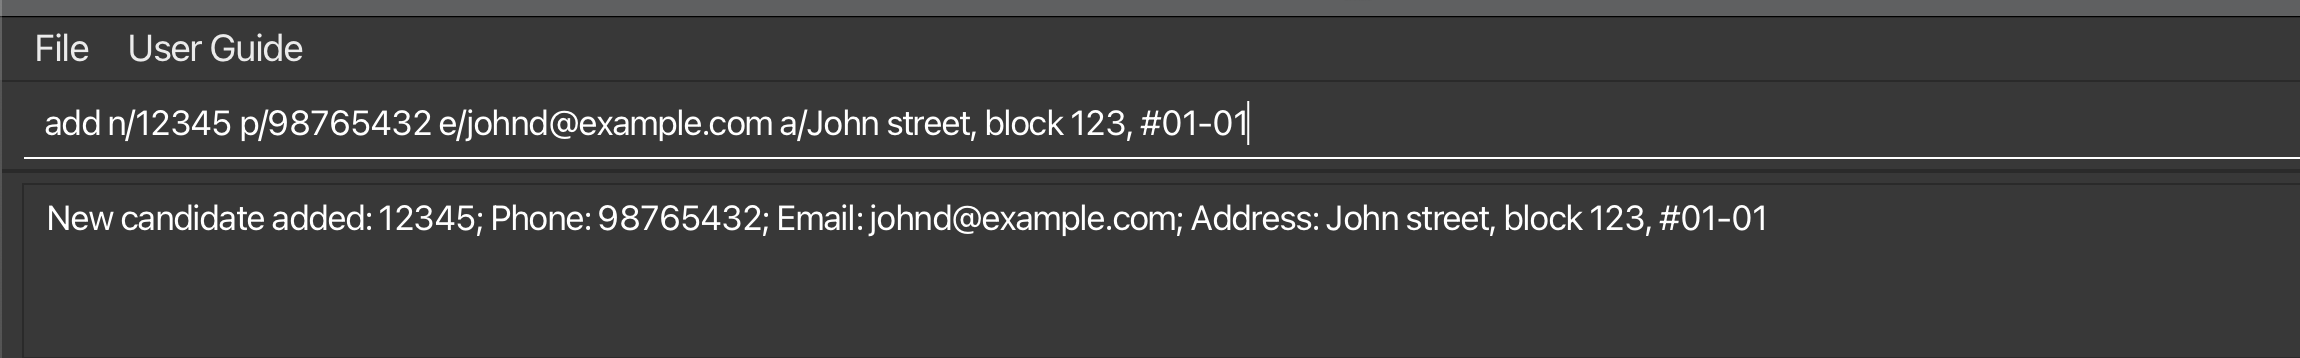 File User Guide
add n/12345 p/98765432 e/johnd@example.com a/John street, block 123, #01-01
New candidate added: 12345; Phone: 98765432; Email: johnd@example.com; Address: John street, block 123, #01-01